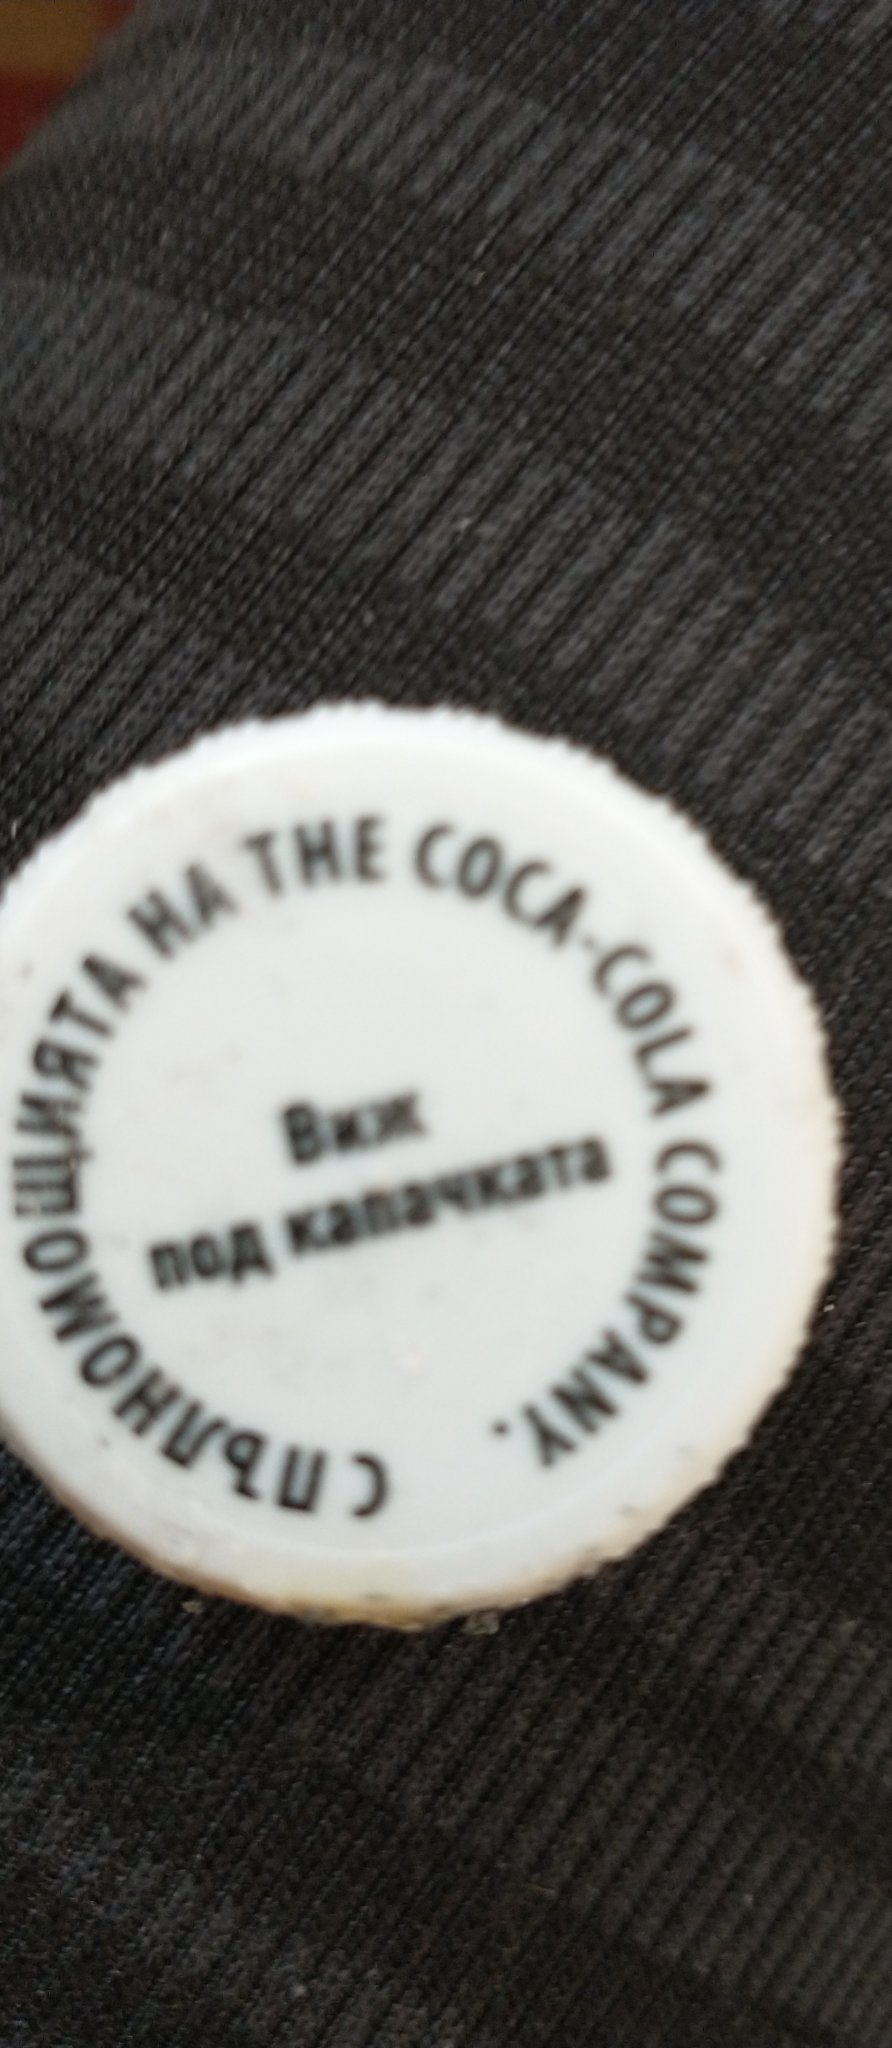 С ПЪЛНОМОЩИЯТА НА THE COCA-COLA COMPANY.
Виж
под капачката